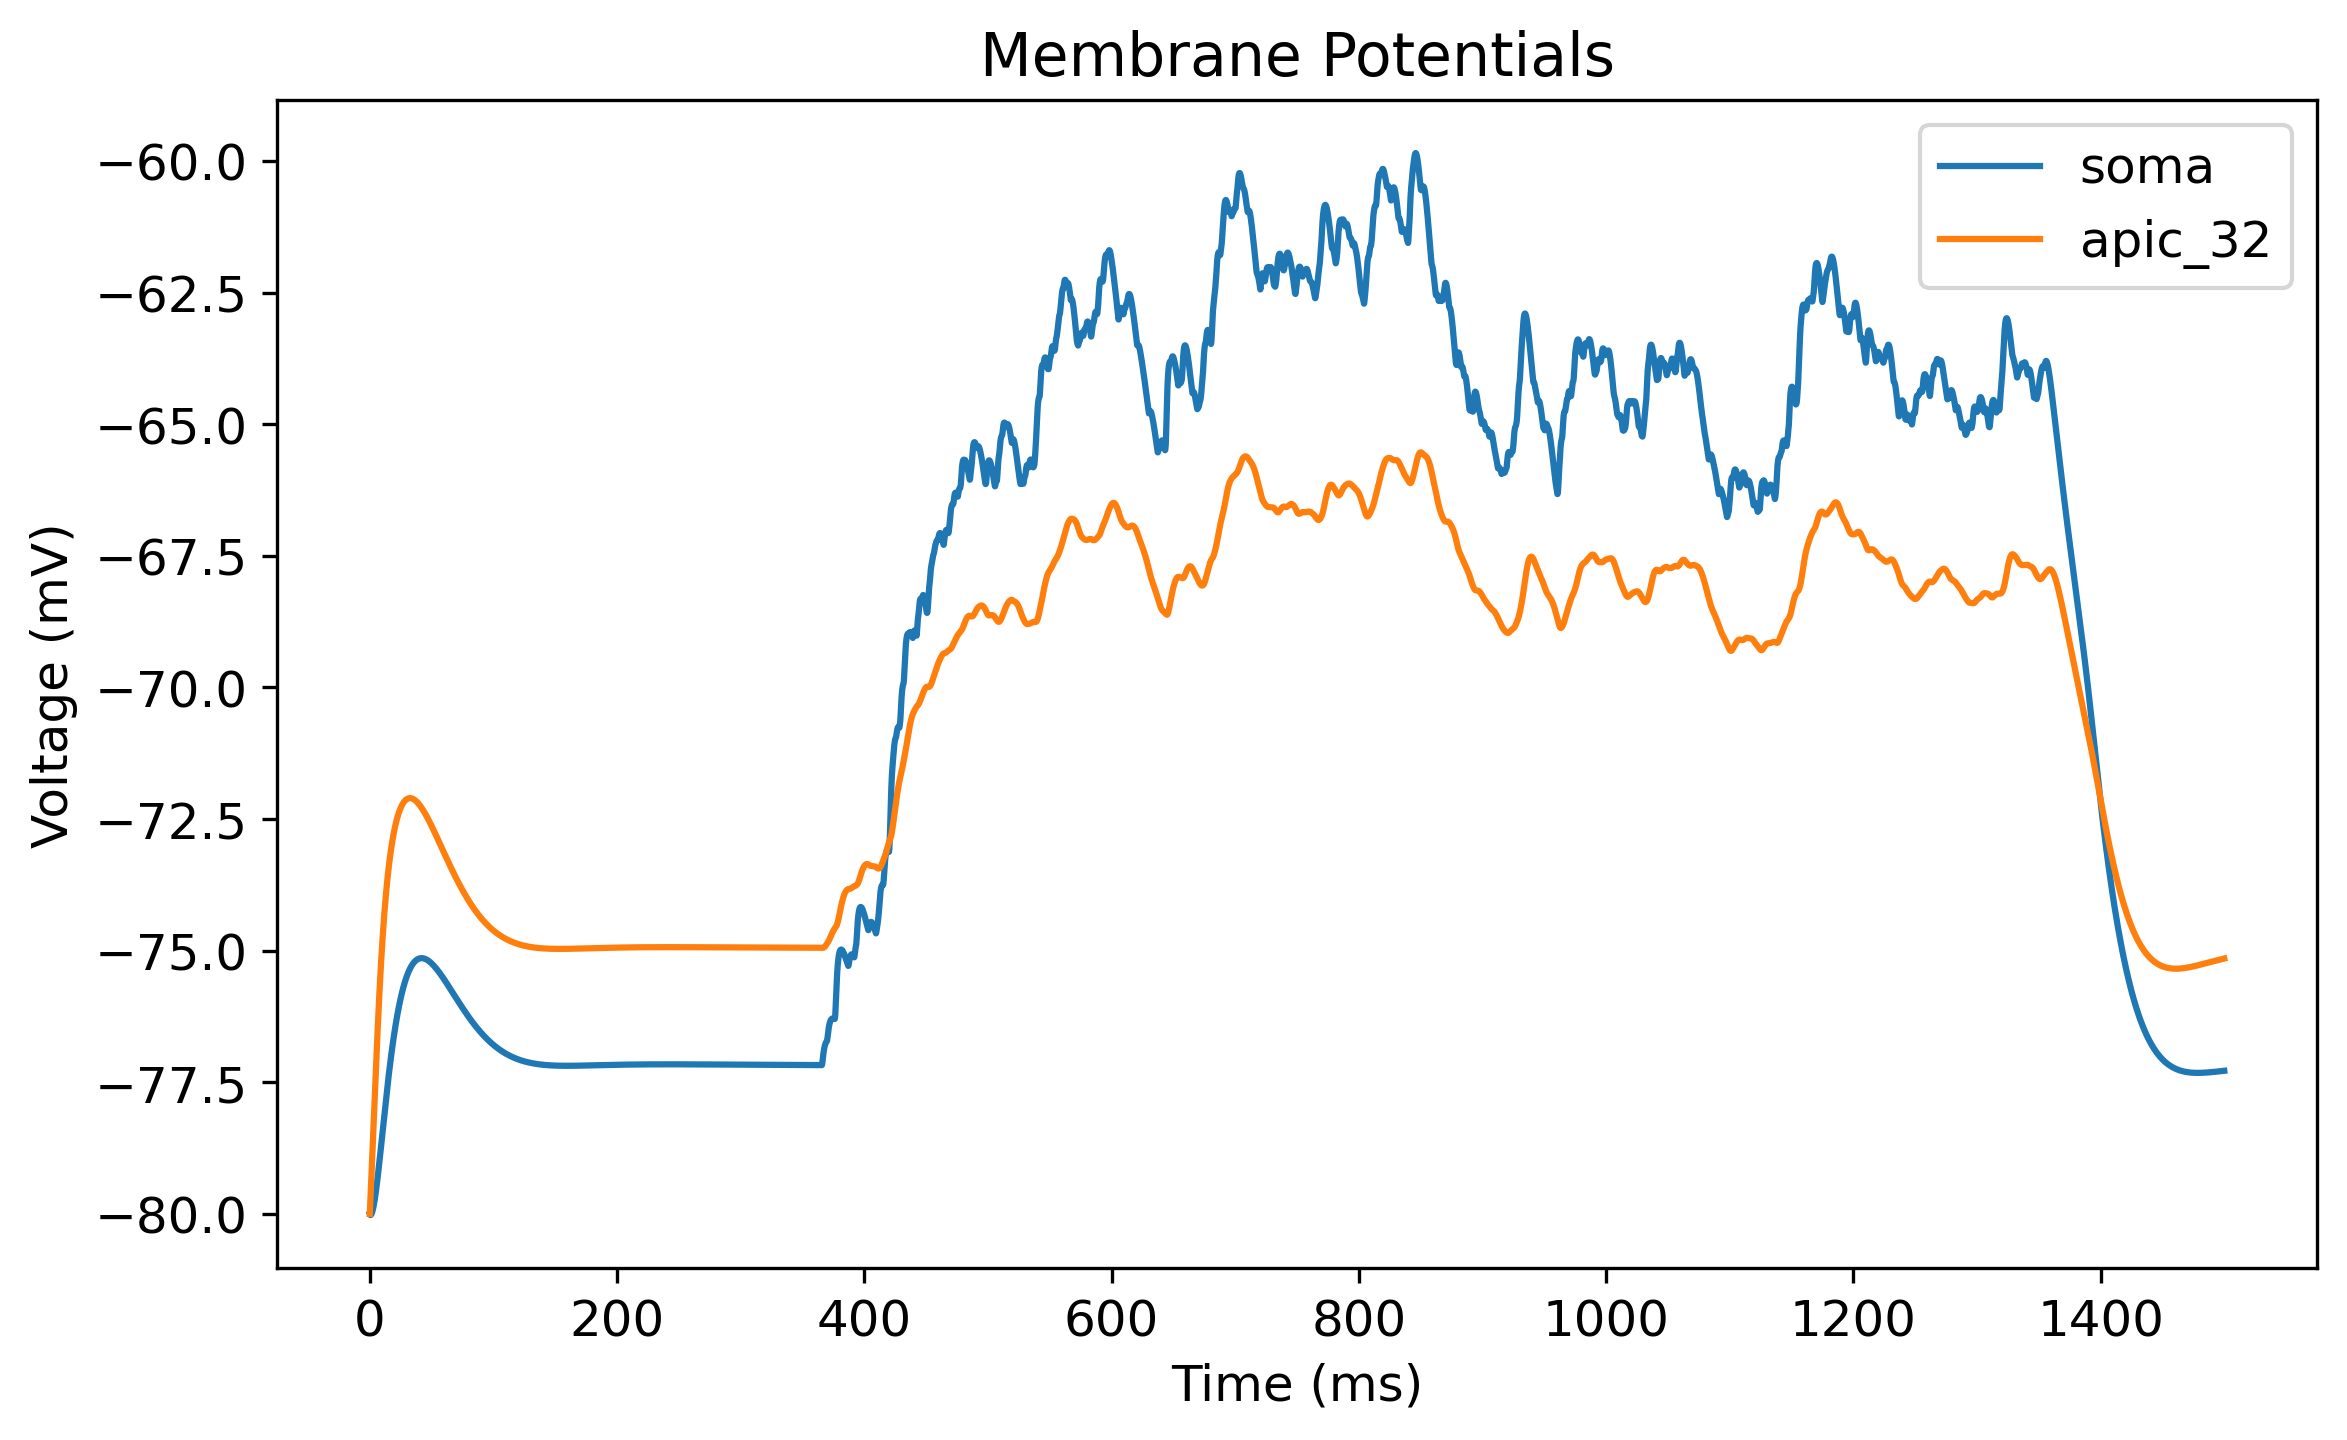 Membrane Potentials
soma
apic_32
Voltage (mV)
−60.0
−62.5
−65.0
−67.5
−70.0
−72.5
−75.0
−77.5
−80.0
0 200 400 600 800 1000 1200 1400
Time (ms)